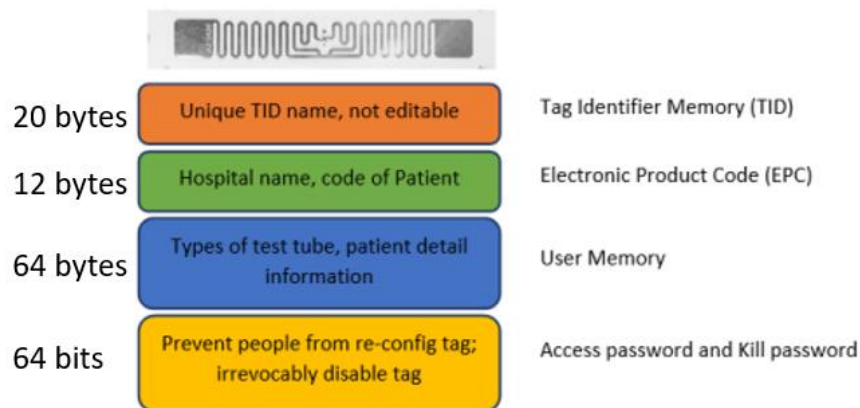 20 bytes
Unique TID name, not editable
Tag Identifier Memory (TID)
12 bytes
Hospital name, code of Patient
Electronic Product Code (EPC)
64 bytes
Types of test tube, patient detail
information
User Memory
64 bits
Prevent people from re-config tag;
irrevocably disable tag
Access password and Kill password